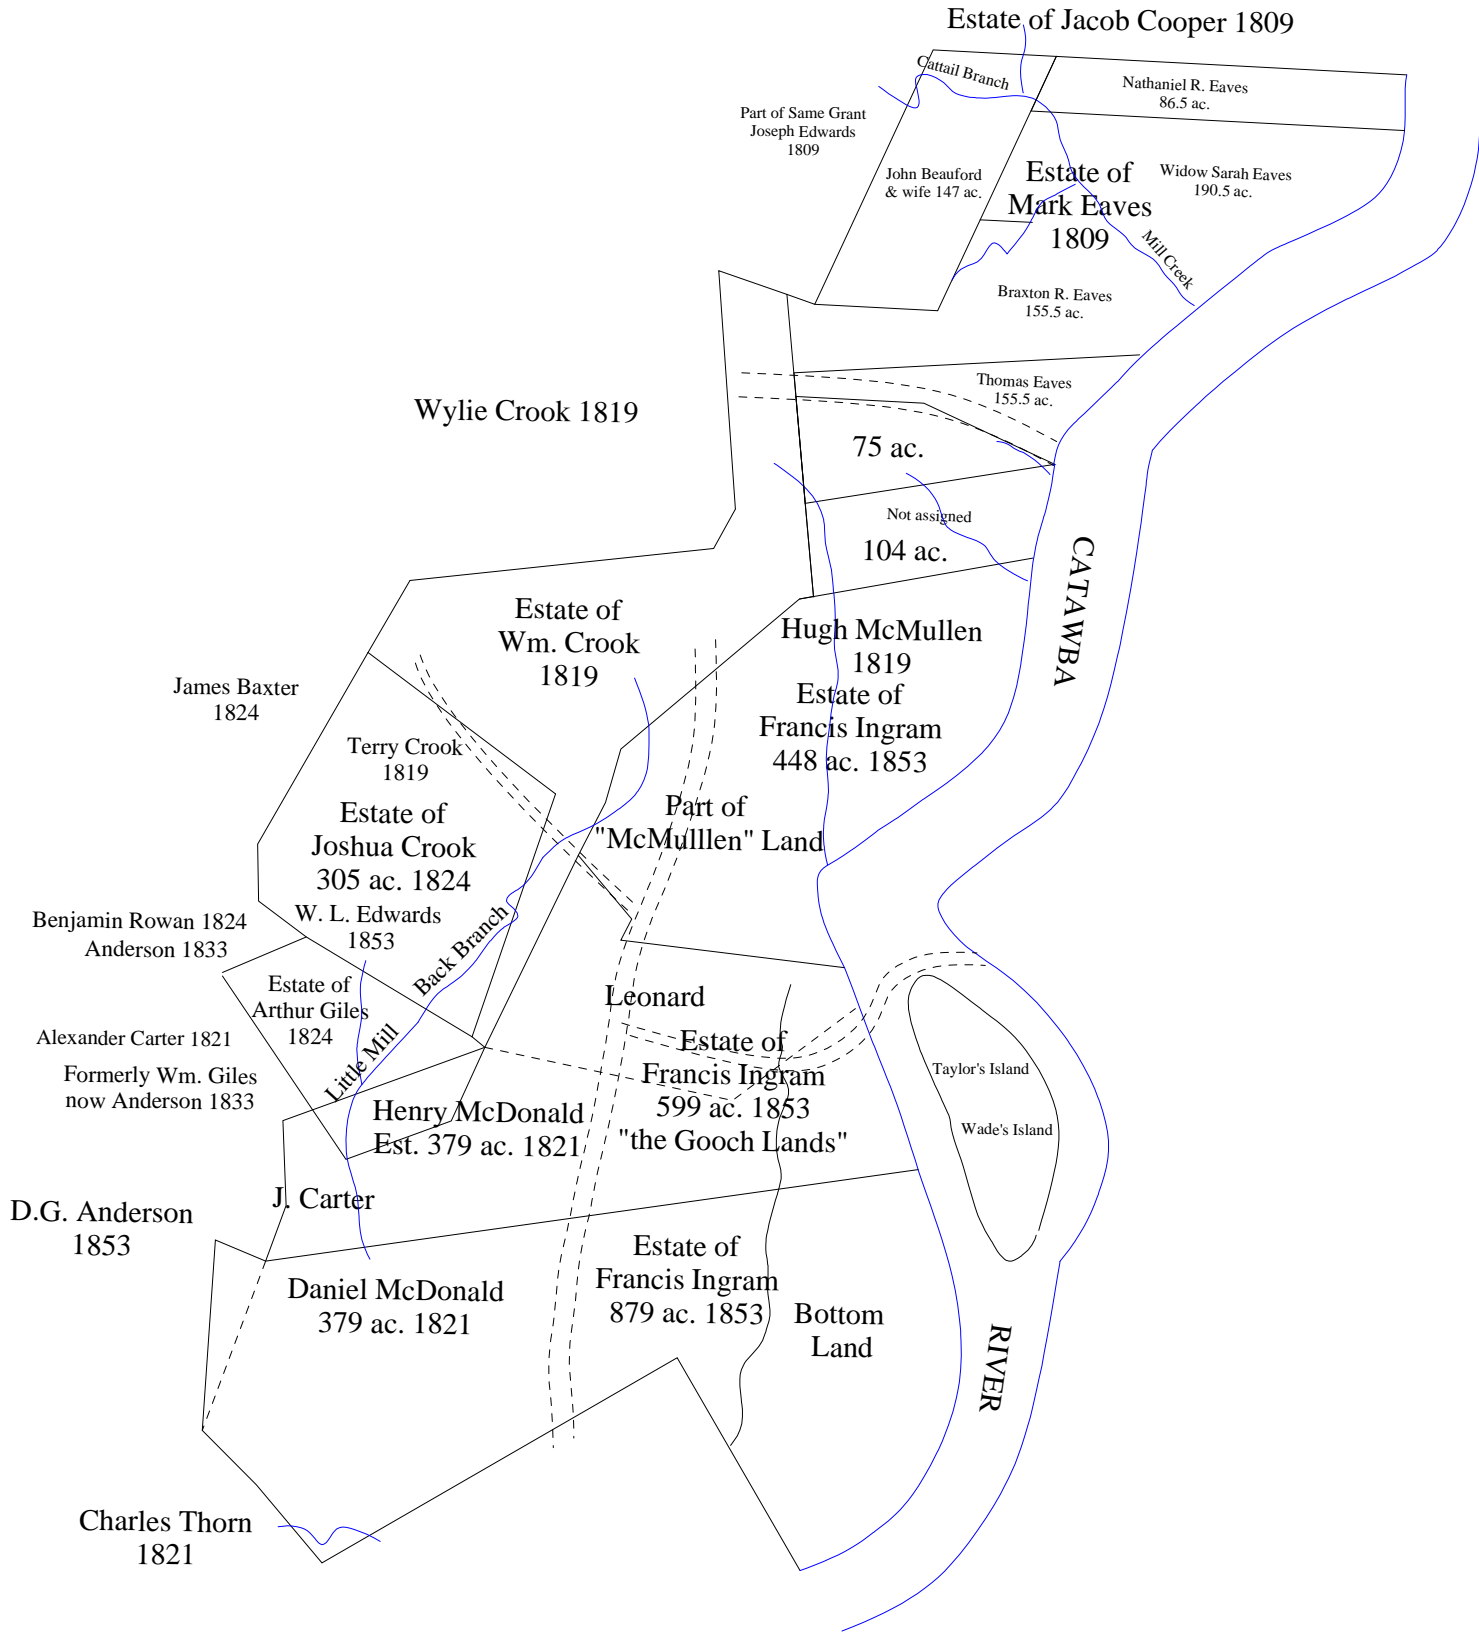 Estate of Jacob Cooper 1809
Cattail Branch
Nathaniel R. Eaves
86.5 ac.
Part of Same Grant
Joseph Edwards
1809
John Beauford
& wife 147 ac.
Estate of
Mark Eaves
1809
Widow Sarah Eaves
190.5 ac.
Mill Creek
Braxton R. Eaves
155.5 ac.
Thomas Eaves
155.5 ac.
Wylie Crook 1819
75 ac.
Not assigned
104 ac.
CATAWBA
Estate of
Wm. Crook
1819
Hugh McMullen
1819
Estate of
Francis Ingram
448 ac. 1853
James Baxter
1824
Terry Crook
1819
Estate of
Joshua Crook
305 ac. 1824
Part of
"McMulllen" Land
W. L. Edwards
1853
Benjamin Rowan 1824
Anderson 1833
Back Branch
Estate of
Arthur Giles
1824
Leonard
Alexander Carter 1821
Formerly Wm. Giles
now Anderson 1833
Little Mill
Estate of
Francis Ingram
599 ac. 1853
"the Gooch Lands"
Taylor's Island
Wade's Island
Henry McDonald
Est. 379 ac. 1821
J. Carter
D.G. Anderson
1853
Estate of
Francis Ingram
879 ac. 1853
Daniel McDonald
379 ac. 1821
Bottom
Land
RIVER
Charles Thorn
1821